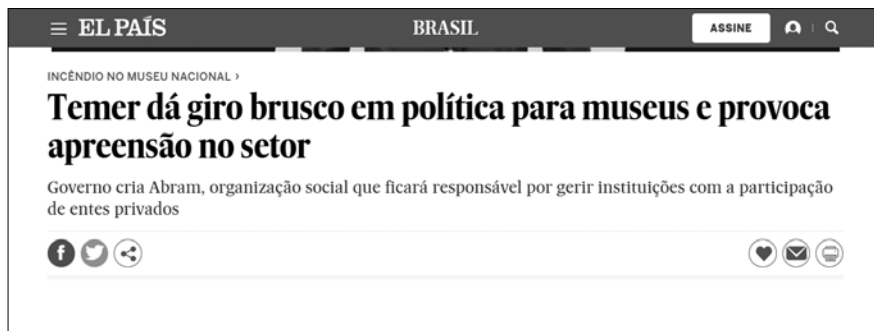 EL PAÍS BRASIL ASSINE
INCÊNDIO NO MUSEU NACIONAL ›
Temer dá giro brusco em política para museus e provoca
apreensão no setor
Governo cria Abram, organização social que ficará responsável por gerir instituições com a participação
de entes privados